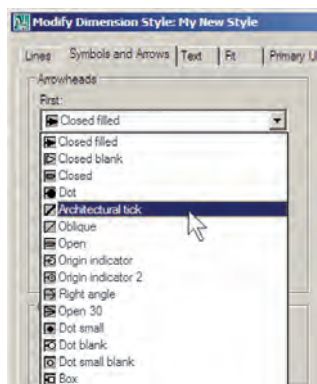 Modify Dimension Style: My New Style
Lines Symbols and Arrows Text Fit Primary U
Arrowheads
First:
Closed filled
Closed filled
Closed blank
Closed
Dot
Architectural tick
Oblique
Open
Origin indicator
Origin indicator 2
Right angle
Open 30
Dot small
Dot blank
Dot small blank
Box